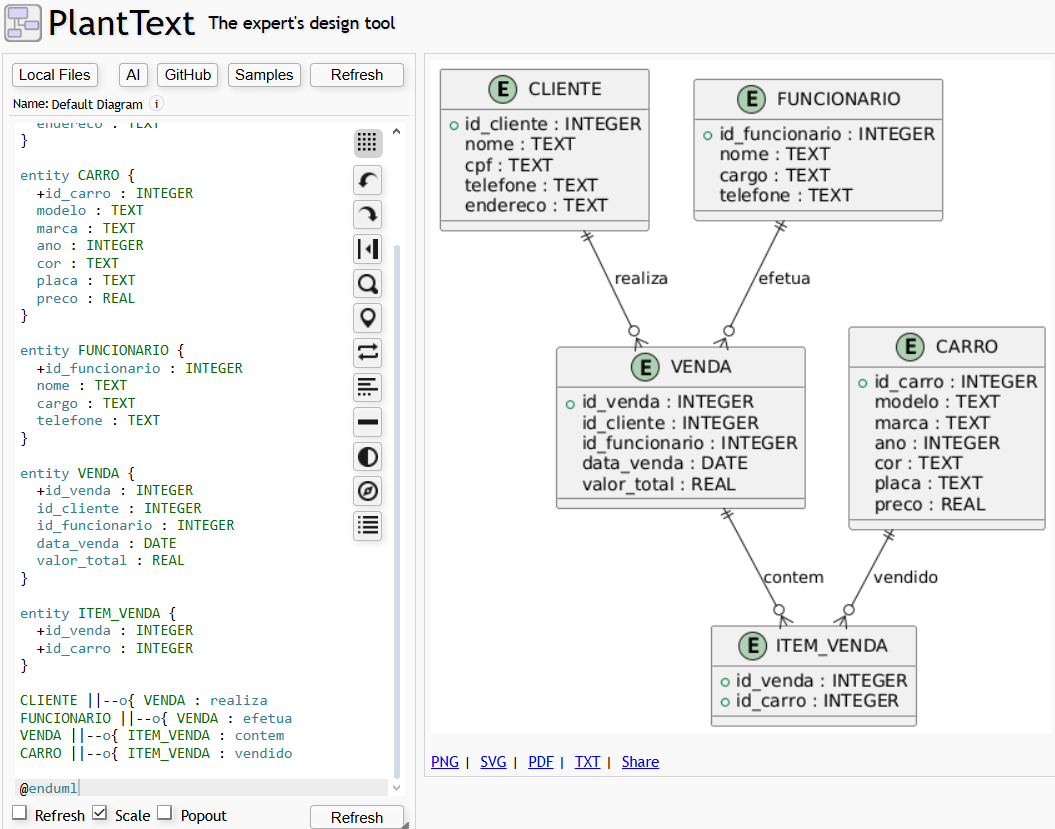 PlantText The expert's design tool
Local Files AI GitHub Samples Refresh
Name: Default Diagram i
endereco : TEXT
}
entity CARRO {
+id_carro : INTEGER
modelo : TEXT
marca : TEXT
ano : INTEGER
cor : TEXT
placa : TEXT
preco : REAL
}
entity FUNCIONARIO {
+id_funcionario : INTEGER
nome : TEXT
cargo : TEXT
telefone : TEXT
}
entity VENDA {
+id_venda : INTEGER
id_cliente : INTEGER
id_funcionario : INTEGER
data_venda : DATE
valor_total : REAL
}
entity ITEM_VENDA {
+id_venda : INTEGER
+id_carro : INTEGER
}
CLIENTE ||--o{ VENDA : realiza
FUNCIONARIO ||--o{ VENDA : efetua
VENDA ||--o{ ITEM_VENDA : contem
CARRO ||--o{ ITEM_VENDA : vendido
@enduml
Refresh Scale Popout Refresh
E CLIENTE
id_cliente : INTEGER
nome : TEXT
cpf : TEXT
telefone : TEXT
endereco : TEXT
E FUNCIONARIO
id_funcionario : INTEGER
nome : TEXT
cargo : TEXT
telefone : TEXT
realiza
efetua
E VENDA
id_venda : INTEGER
id_cliente : INTEGER
id_funcionario : INTEGER
data_venda : DATE
valor_total : REAL
E CARRO
id_carro : INTEGER
modelo : TEXT
marca : TEXT
ano : INTEGER
cor : TEXT
placa : TEXT
preco : REAL
contem
vendido
E ITEM_VENDA
id_venda : INTEGER
id_carro : INTEGER
PNG | SVG | PDF | TXT | Share